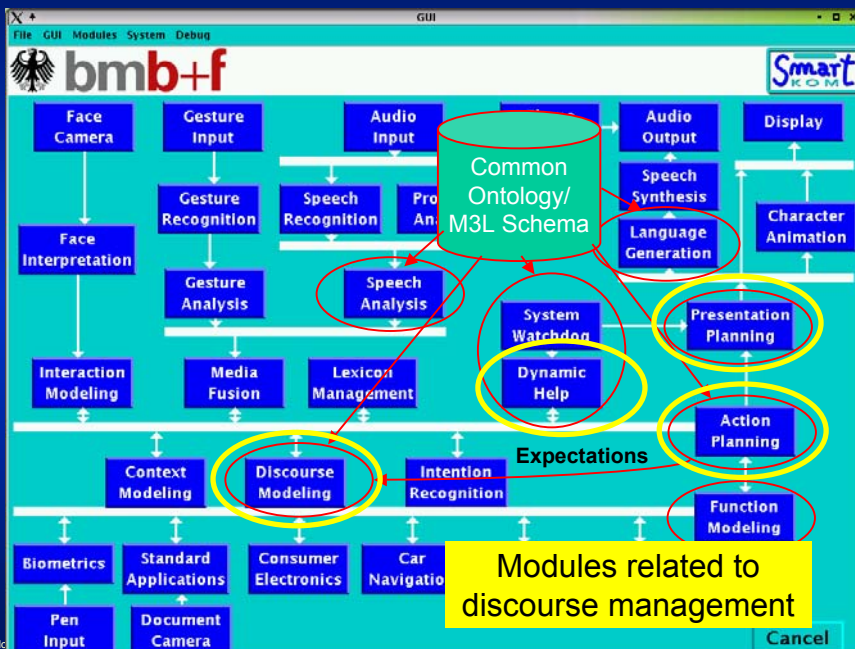 GUI
File GUI Modules System Debug
bmb+f
Smart
KOM
Face
Camera
Gesture
Input
Audio
Input
Audio
Output
Display
Common
Ontology/
M3L Schema
Gesture
Recognition
Speech
Recognition
Speech
Synthesis
Face
Interpretation
Language
Generation
Character
Animation
Gesture
Analysis
Speech
Analysis
System
Watchdog
Presentation
Planning
Interaction
Modeling
Media
Fusion
Lexicon
Management
Dynamic
Help
Action
Planning
Expectations
Context
Modeling
Discourse
Modeling
Intention
Recognition
Function
Modeling
Biometrics
Standard
Applications
Consumer
Electronics
Car
Modules related to
discourse management
Pen
Input
Document
Camera
Cancel